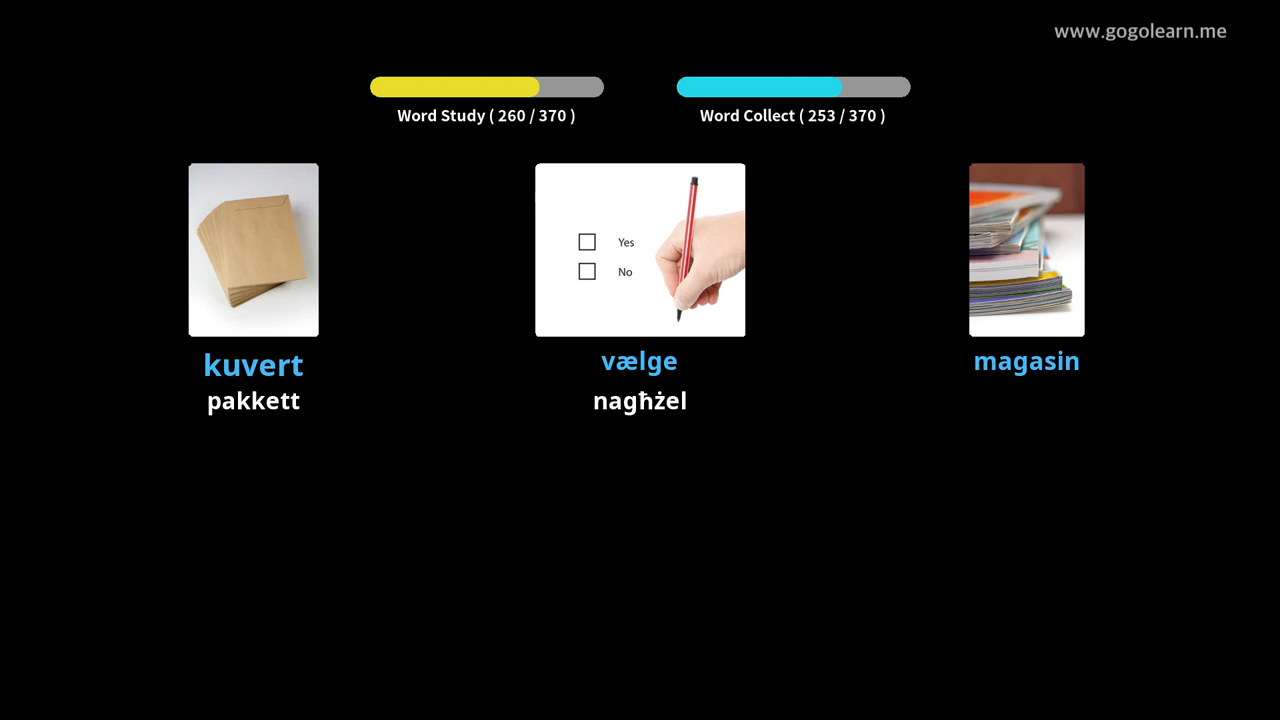 www.gogolearn.me
Word Study ( 260 / 370 )
Word Collect ( 253 / 370 )
Yes
No
kuvert
pakkett
vælge
nagħżel
magasin